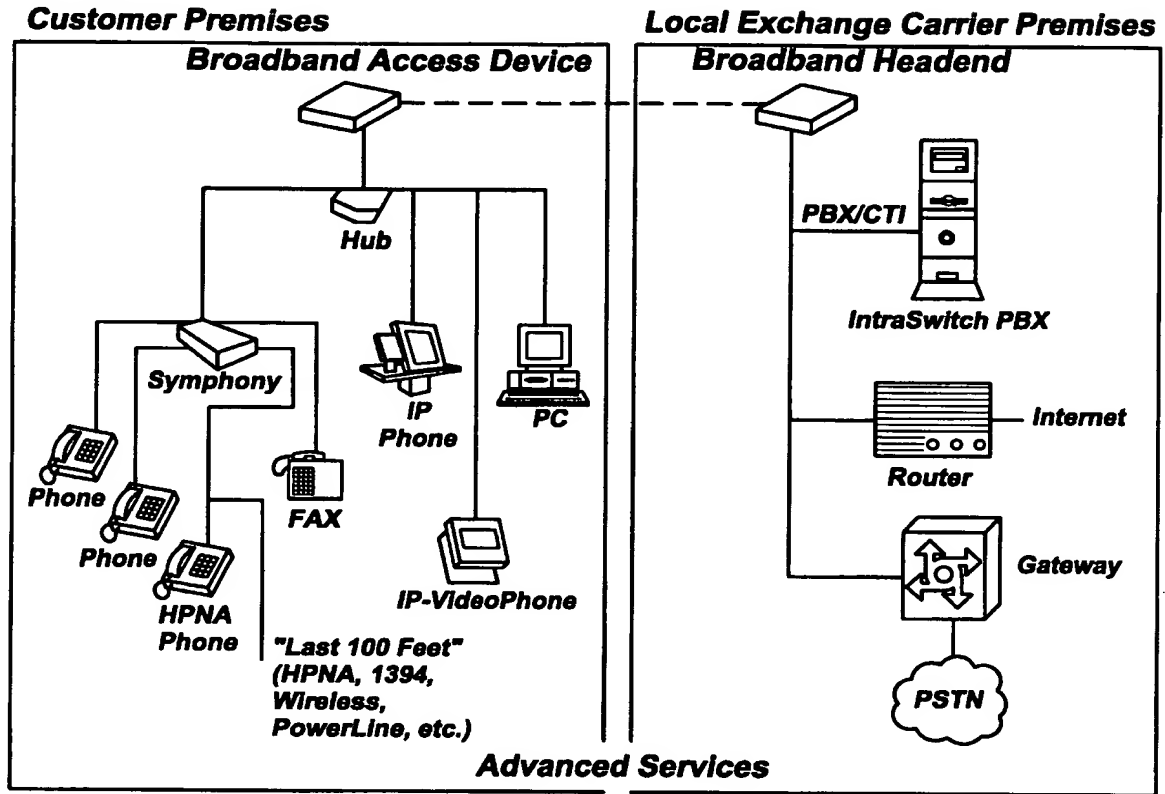 Customer Premises
Local Exchange Carrier Premises
Broadband Access Device
Broadband Headend
PBX/CTI
Hub
IntraSwitch PBX
Symphony
IP
Phone
PC
Internet
Router
Phone
FAX
Phone
Gateway
HPNA
Phone
IP-VideoPhone
"Last 100 Feet"
(HPNA, 1394,
Wireless,
PowerLine, etc.)
PSTN
Advanced Services